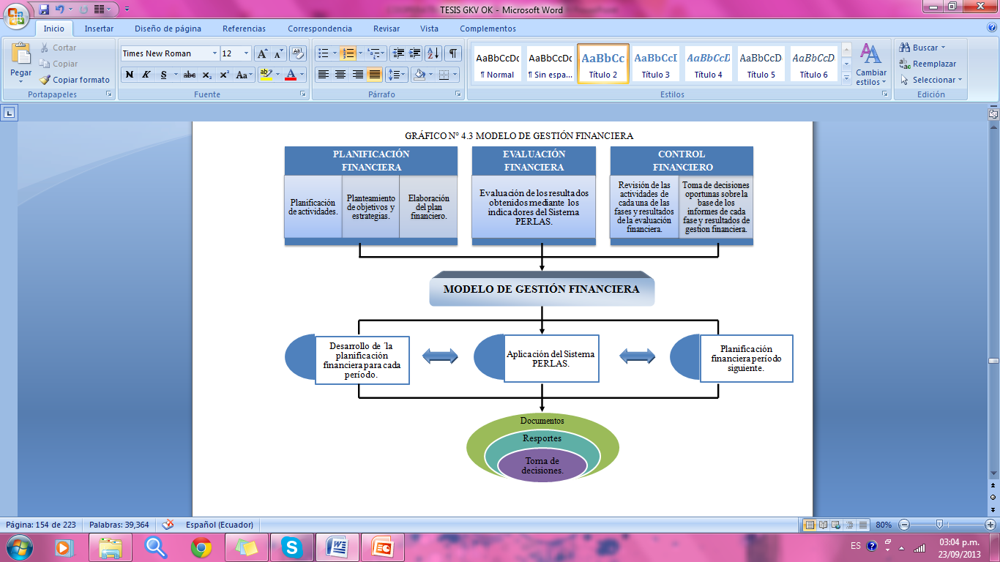 TESIS GKV OK - Microsoft Word
Inicio Insertar Diseño de página Referencias Correspondencia Revisar Vista Complementos
Pegar
Cortar
Copiar
Copiar formato
Portapapeles
Times New Roman 12
N K S abc x₂ x² Aa
Fuente
Párrafo
AaBbCcDc AaBbCcDc AaBbCc AaBbCcI AaBbCcD AaBbCcD AaBbCcD
¶ Normal ¶ Sin espa... Título 2 Título 3 Título 4 Título 5 Título 6
Estilos
Cambiar
estilos
Buscar
Reemplazar
Seleccionar
Edición
GRÁFICO N° 4.3 MODELO DE GESTIÓN FINANCIERA
PLANIFICACIÓN
FINANCIERA
Planificación
de actividades.
Planteamiento
de objetivos y
estrategias.
Elaboración
del plan
financiero.
EVALUACIÓN
FINANCIERA
Evaluación de los resultados
obtenidos mediante los
indicadores del Sistema
PERLAS.
CONTROL
FINANCIERO
Revisión de las
actividades de
cada una de las
fases y resultados
de la evaluación
financiera.
Toma de decisiones
oportunas sobre la
base de los
informes de cada
fase y resultados de
gestión financiera.
MODELO DE GESTIÓN FINANCIERA
Desarrollo de ´la
planificación
financiera para cada
período.
Aplicación del Sistema
PERLAS.
Planificación
financiera período
siguiente.
Documentos
Resportes
Toma de
decisiones.
Página: 154 de 223 Palabras: 39,364 Español (Ecuador) 80%
ES 03:04 p.m.
23/09/2013